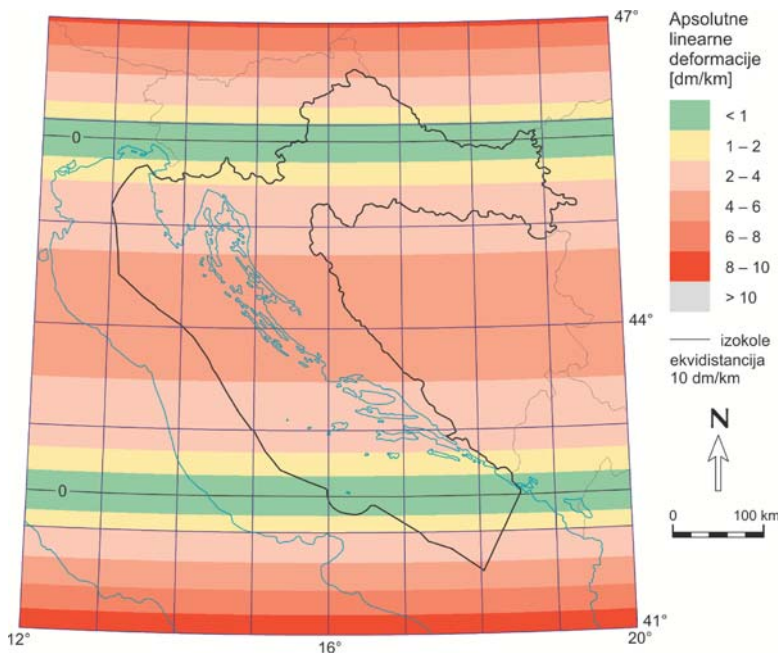 47°
Apsolutne
linearne
deformacije
[dm/km]
< 1
1 – 2
2 – 4
4 – 6
6 – 8
8 – 10
> 10
izokole
ekvidistancija
10 dm/km
N
0 100 km
0
44°
0
41°
12° 16° 20°